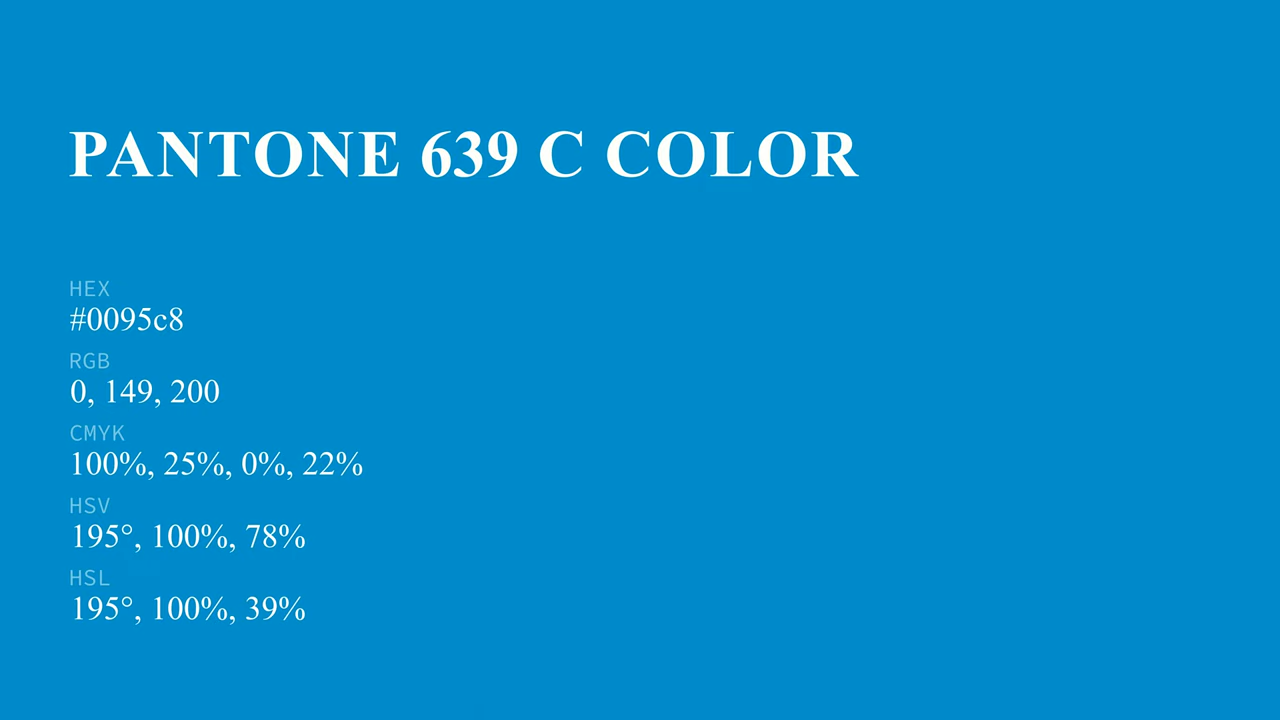 PANTONE 639 C COLOR
HEX
#0095c8
RGB
0, 149, 200
CMYK
100%, 25%, 0%, 22%
HSV
195°, 100%, 78%
HSL
195°, 100%, 39%